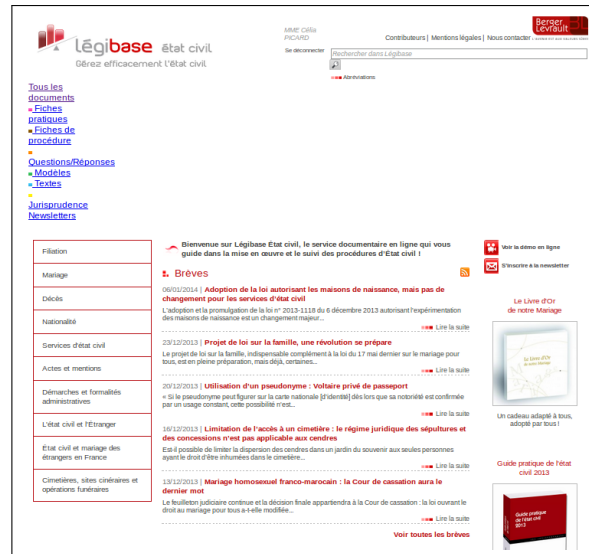 MME Célia
PICARD
Se déconnecter
Contributeurs | Mentions légales | Nous contacter
Berger
Levrault
légibase état civil
Gérez efficacement l'état civil
Rechercher dans Légibase
Abréviations
Tous les
documents
Fiches
pratiques
Fiches de
procédure
Questions/Réponses
Modèles
Textes
Jurisprudence
Newsletters
Filiation
Mariage
Décès
Nationalité
Services d'état civil
Actes et mentions
Démarches et formalités
administratives
L'état civil et l'Étranger
État civil et mariage des
étrangers en France
Cimetières, sites cinéraires et
opérations funéraires
Bienvenue sur Légibase État civil, le service documentaire en ligne qui vous
guide dans la mise en œuvre et le suivi des procédures d'État civil !
Brèves
06/01/2014 | Adoption de la loi autorisant les maisons de naissance, mais pas de
changement pour les services d'état civil
L'adoption et la promulgation de la loi n° 2013-1118 du 6 décembre 2013 autorisant l'expérimentation
des maisons de naissance est un changement majeur...
Lire la suite
23/12/2013 | Projet de loi sur la famille, une révolution se prépare
Le projet de loi sur la famille, indispensable complément à la loi du 17 mai dernier sur le mariage pour
tous, est en pleine préparation, mais déjà, certaines...
Lire la suite
20/12/2013 | Utilisation d'un pseudonyme : Voltaire privé de passeport
« Si le pseudonyme peut figurer sur la carte nationale [d'identité] dès lors que sa notoriété est confirmée
par un usage constant, cette possibilité n'est...
Lire la suite
16/12/2013 | Limitation de l'accès à un cimetière : le régime juridique des sépultures et
des concessions n'est pas applicable aux cendres
Est-il possible de limiter la dispersion des cendres dans un jardin du souvenir aux seules personnes
ayant le droit d'être inhumées dans le cimetière...
Lire la suite
13/12/2013 | Mariage homosexuel franco-marocain : la Cour de cassation aura le
dernier mot
Le feuilleton judiciaire continue et la décision finale appartiendra à la Cour de cassation : la loi ouvrant le
droit au mariage pour tous a-t-elle modifiée...
Lire la suite
Voir toutes les brèves
Voir la démo en ligne
S'inscrire à la newsletter
Le Livre d'Or
de notre Mariage
Le Livre d'Or
Un cadeau adapté à tous,
adopté par tous !
Guide pratique de l'état
civil 2013
Guide pratique
de l'état civil
2013